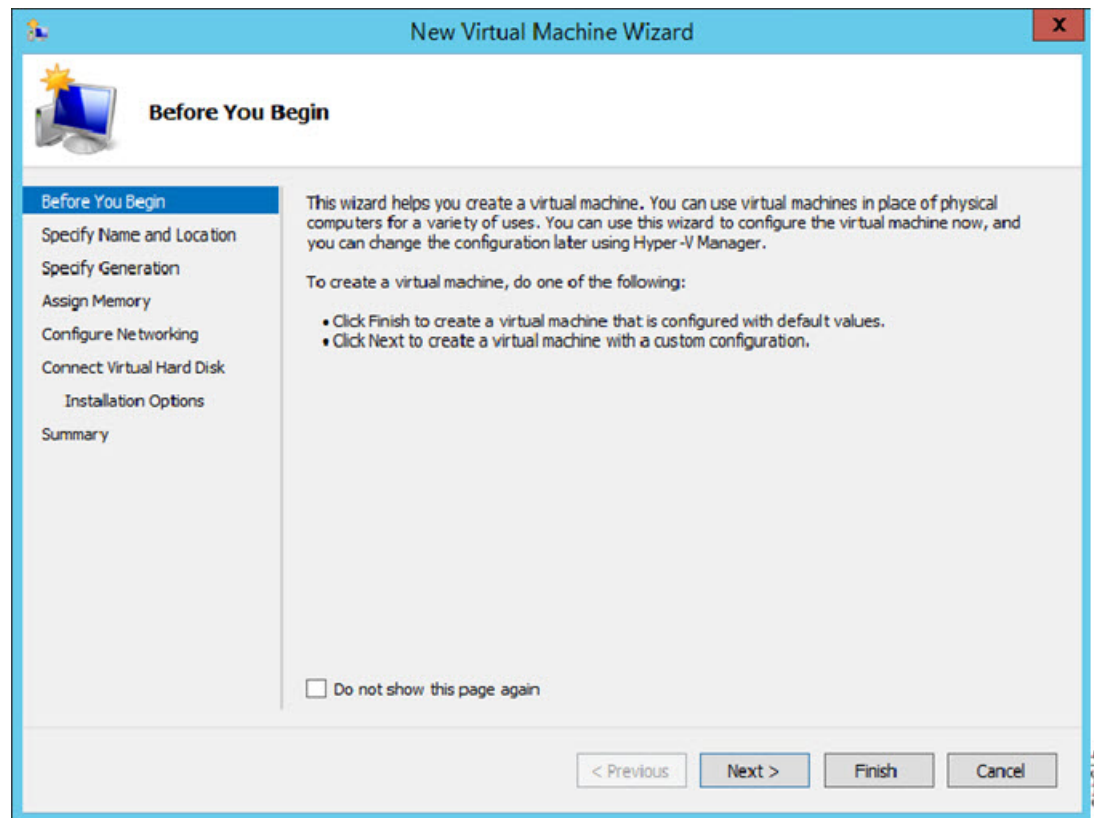 New Virtual Machine Wizard
X
Before You Begin
Before You Begin
Specify Name and Location
Specify Generation
Assign Memory
Configure Networking
Connect Virtual Hard Disk
Installation Options
Summary
This wizard helps you create a virtual machine. You can use virtual machines in place of physical
computers for a variety of uses. You can use this wizard to configure the virtual machine now, and
you can change the configuration later using Hyper-V Manager.
To create a virtual machine, do one of the following:
• Click Finish to create a virtual machine that is configured with default values.
• Click Next to create a virtual machine with a custom configuration.
Do not show this page again
< Previous
Next >
Finish
Cancel